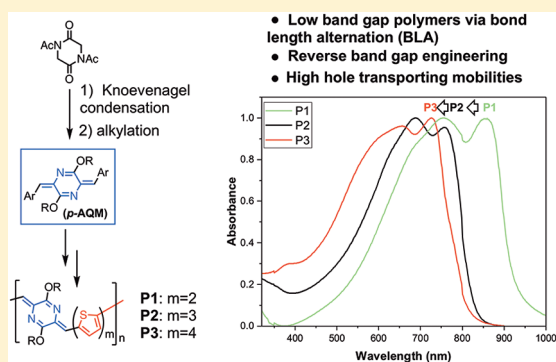 O
AcN
NAc
O
1) Knoevenagel
condensation
2) alkylation
OR
N
Ar
Ar
N
RO
(p-AQM)
OR
N
S
N
RO
m
n
P1: m=2
P2: m=3
P3: m=4
• Low band gap polymers via bond
length alternation (BLA)
• Reverse band gap engineering
• High hole transporting mobilities
P1
P2
P3
P3 P2 P1
Absorbance
1.0
0.8
0.6
0.4
0.2
0.0
400 500 600 700 800 900 1000
Wavelength (nm)